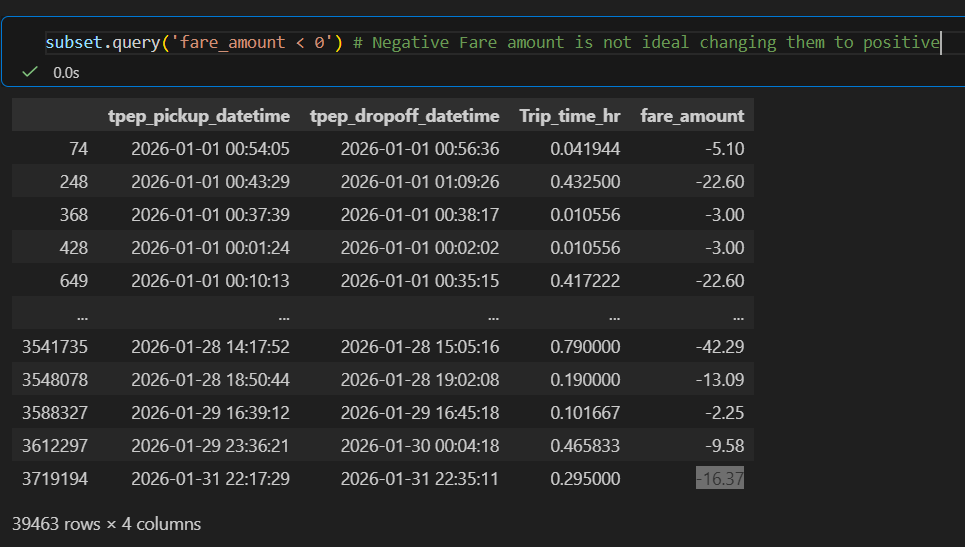 subset.query('fare_amount < 0') # Negative Fare amount is not ideal changing them to positive
0.0s
tpep_pickup_datetime tpep_dropoff_datetime Trip_time_hr fare_amount
74 2026-01-01 00:54:05 2026-01-01 00:56:36 0.041944 -5.10
248 2026-01-01 00:43:29 2026-01-01 01:09:26 0.432500 -22.60
368 2026-01-01 00:37:39 2026-01-01 00:38:17 0.010556 -3.00
428 2026-01-01 00:01:24 2026-01-01 00:02:02 0.010556 -3.00
649 2026-01-01 00:10:13 2026-01-01 00:35:15 0.417222 -22.60
... ... ... ... ...
3541735 2026-01-28 14:17:52 2026-01-28 15:05:16 0.790000 -42.29
3548078 2026-01-28 18:50:44 2026-01-28 19:02:08 0.190000 -13.09
3588327 2026-01-29 16:39:12 2026-01-29 16:45:18 0.101667 -2.25
3612297 2026-01-29 23:36:21 2026-01-30 00:04:18 0.465833 -9.58
3719194 2026-01-31 22:17:29 2026-01-31 22:35:11 0.295000 -16.37
39463 rows × 4 columns